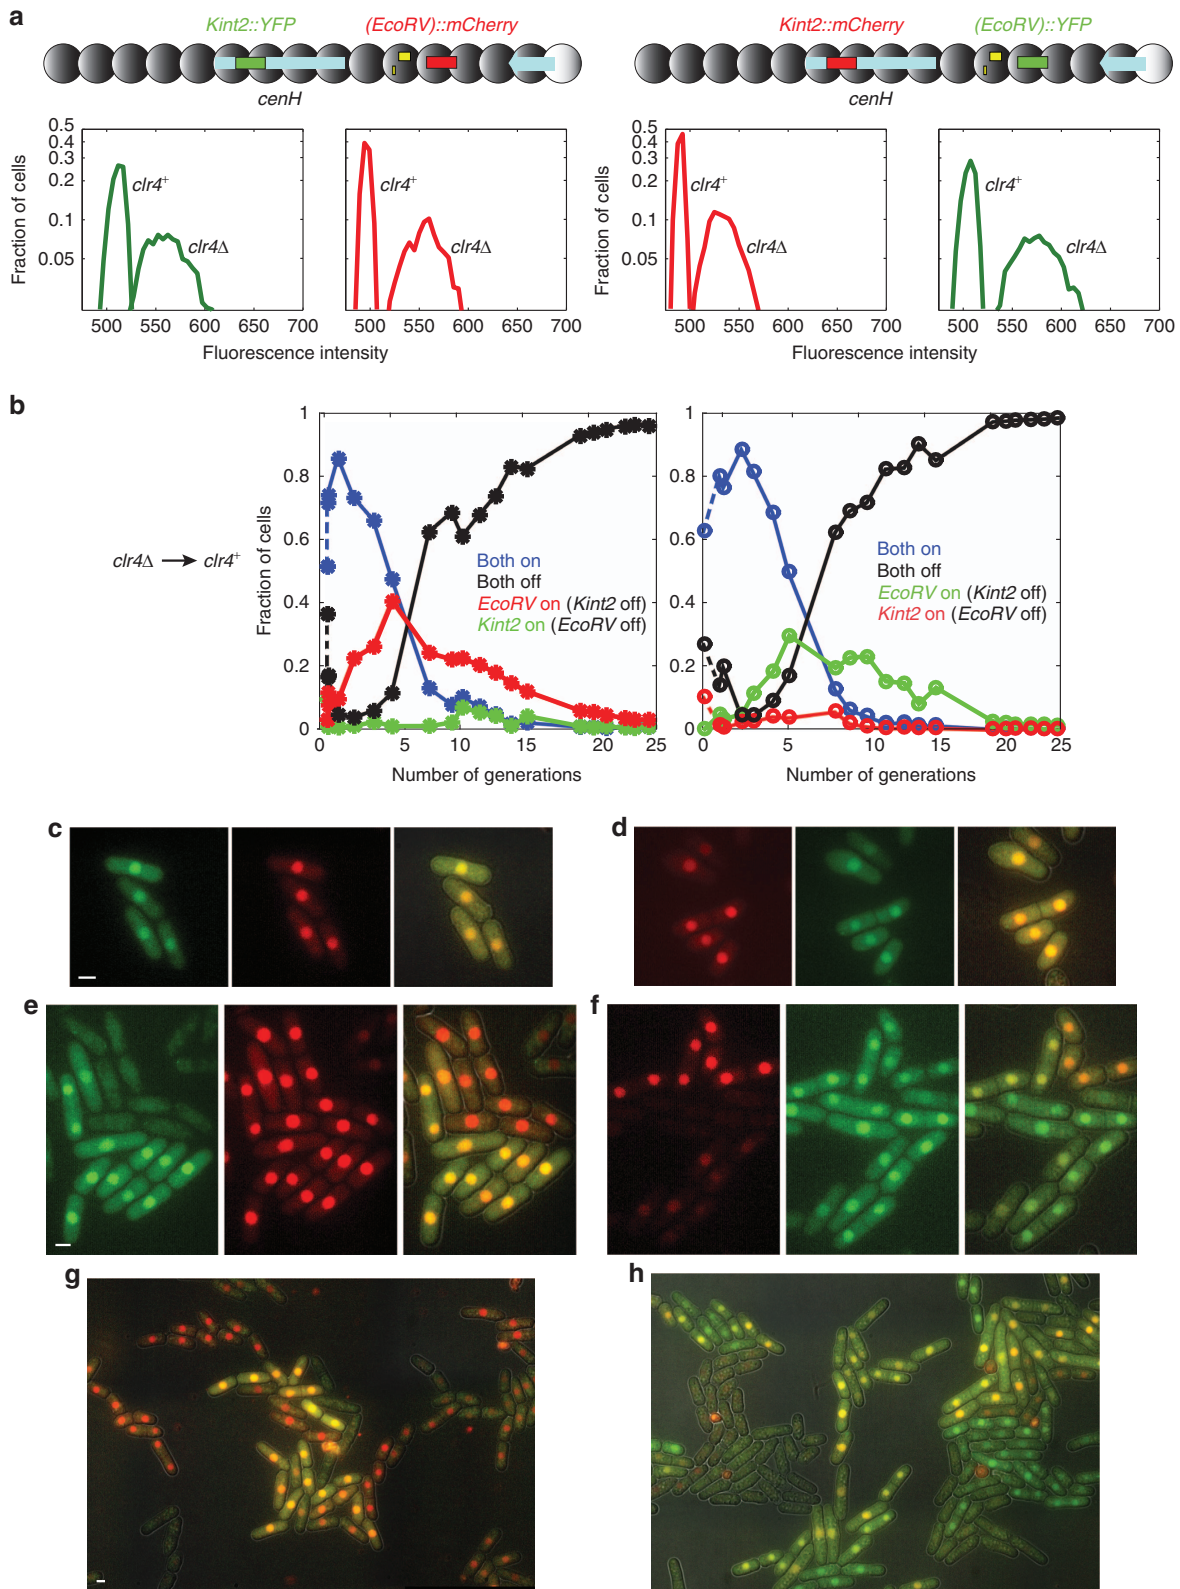 a
Kint2::YFP (EcoRV)::mCherry
cenH
Kint2::mCherry (EcoRV)::YFP
cenH
Fraction of cells
0.5
0.4
0.3
0.2
0.1
0.05
clr4+
clr4Δ
500 550 600 650 700
clr4+
clr4Δ
500 550 600 650 700
Fluorescence intensity
Fraction of cells
0.5
0.4
0.3
0.2
0.1
0.05
clr4+
clr4Δ
500 550 600 650 700
clr4+
clr4Δ
500 550 600 650 700
Fluorescence intensity
b
clr4Δ → clr4+
Fraction of cells
1
0.8
0.6
0.4
0.2
0
Both on
Both off
EcoRV on (Kint2 off)
Kint2 on (EcoRV off)
0 5 10 15 20 25
Number of generations
1
0.8
0.6
0.4
0.2
0
Both on
Both off
EcoRV on (Kint2 off)
Kint2 on (EcoRV off)
0 5 10 15 20 25
Number of generations
c
d
e
f
g
h